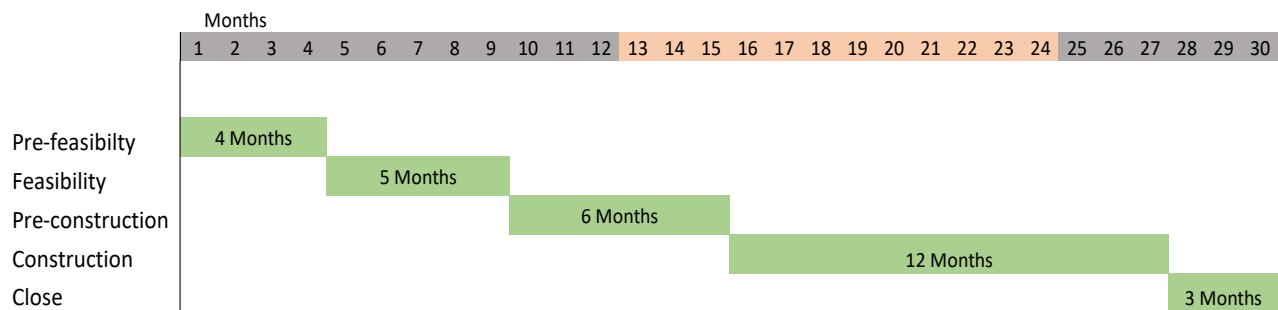 Months
1 2 3 4 5 6 7 8 9 10 11 12 13 14 15 16 17 18 19 20 21 22 23 24 25 26 27 28 29 30
Pre-feasibilty 4 Months
Feasibility 5 Months
Pre-construction 6 Months
Construction 12 Months
Close 3 Months